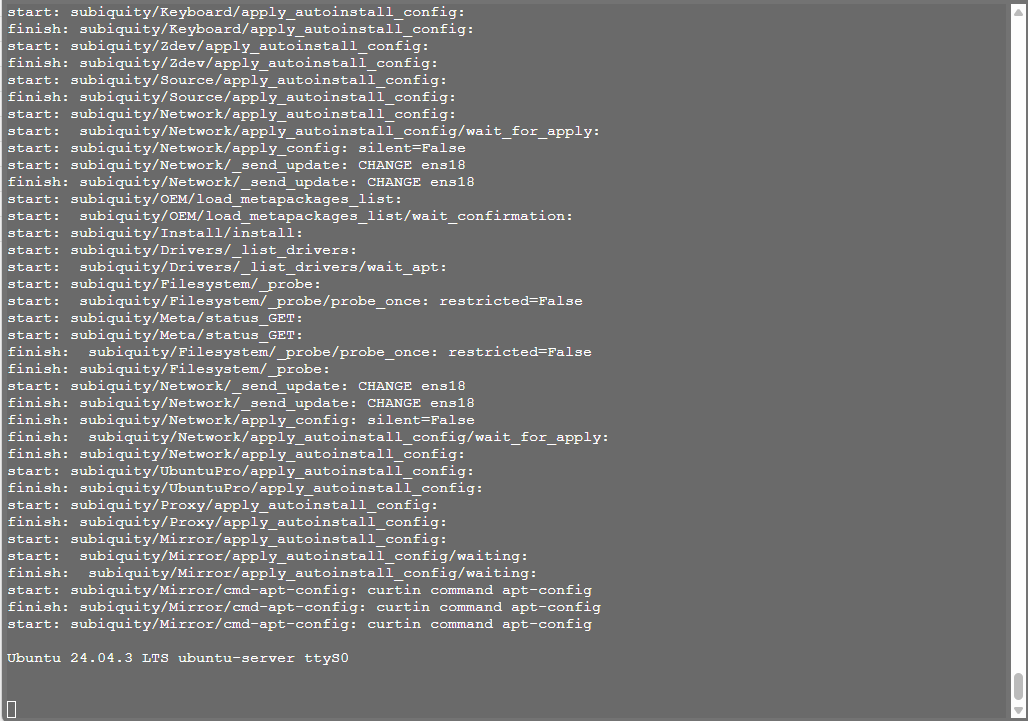 start: subiquity/Keyboard/apply_autoinstall_config:
finish: subiquity/Keyboard/apply_autoinstall_config:
start: subiquity/Zdev/apply_autoinstall_config:
finish: subiquity/Zdev/apply_autoinstall_config:
start: subiquity/Source/apply_autoinstall_config:
finish: subiquity/Source/apply_autoinstall_config:
start: subiquity/Network/apply_autoinstall_config:
start:  subiquity/Network/apply_autoinstall_config/wait_for_apply:
start: subiquity/Network/apply_config: silent=False
start: subiquity/Network/_send_update: CHANGE ens18
finish: subiquity/Network/_send_update: CHANGE ens18
start: subiquity/OEM/load_metapackages_list:
start:  subiquity/OEM/load_metapackages_list/wait_confirmation:
start: subiquity/Install/install:
start: subiquity/Drivers/_list_drivers:
start:  subiquity/Drivers/_list_drivers/wait_apt:
start: subiquity/Filesystem/_probe:
start:  subiquity/Filesystem/_probe/probe_once: restricted=False
start: subiquity/Meta/status_GET:
start: subiquity/Meta/status_GET:
finish:  subiquity/Filesystem/_probe/probe_once: restricted=False
finish: subiquity/Filesystem/_probe:
start: subiquity/Network/_send_update: CHANGE ens18
finish: subiquity/Network/_send_update: CHANGE ens18
finish: subiquity/Network/apply_config: silent=False
finish:  subiquity/Network/apply_autoinstall_config/wait_for_apply:
finish: subiquity/Network/apply_autoinstall_config:
start: subiquity/UbuntuPro/apply_autoinstall_config:
finish: subiquity/UbuntuPro/apply_autoinstall_config:
start: subiquity/Proxy/apply_autoinstall_config:
finish: subiquity/Proxy/apply_autoinstall_config:
start: subiquity/Mirror/apply_autoinstall_config:
start:  subiquity/Mirror/apply_autoinstall_config/waiting:
finish:  subiquity/Mirror/apply_autoinstall_config/waiting:
start: subiquity/Mirror/cmd-apt-config: curtin command apt-config
finish: subiquity/Mirror/cmd-apt-config: curtin command apt-config
start: subiquity/Mirror/cmd-apt-config: curtin command apt-config
Ubuntu 24.04.3 LTS ubuntu-server ttyS0